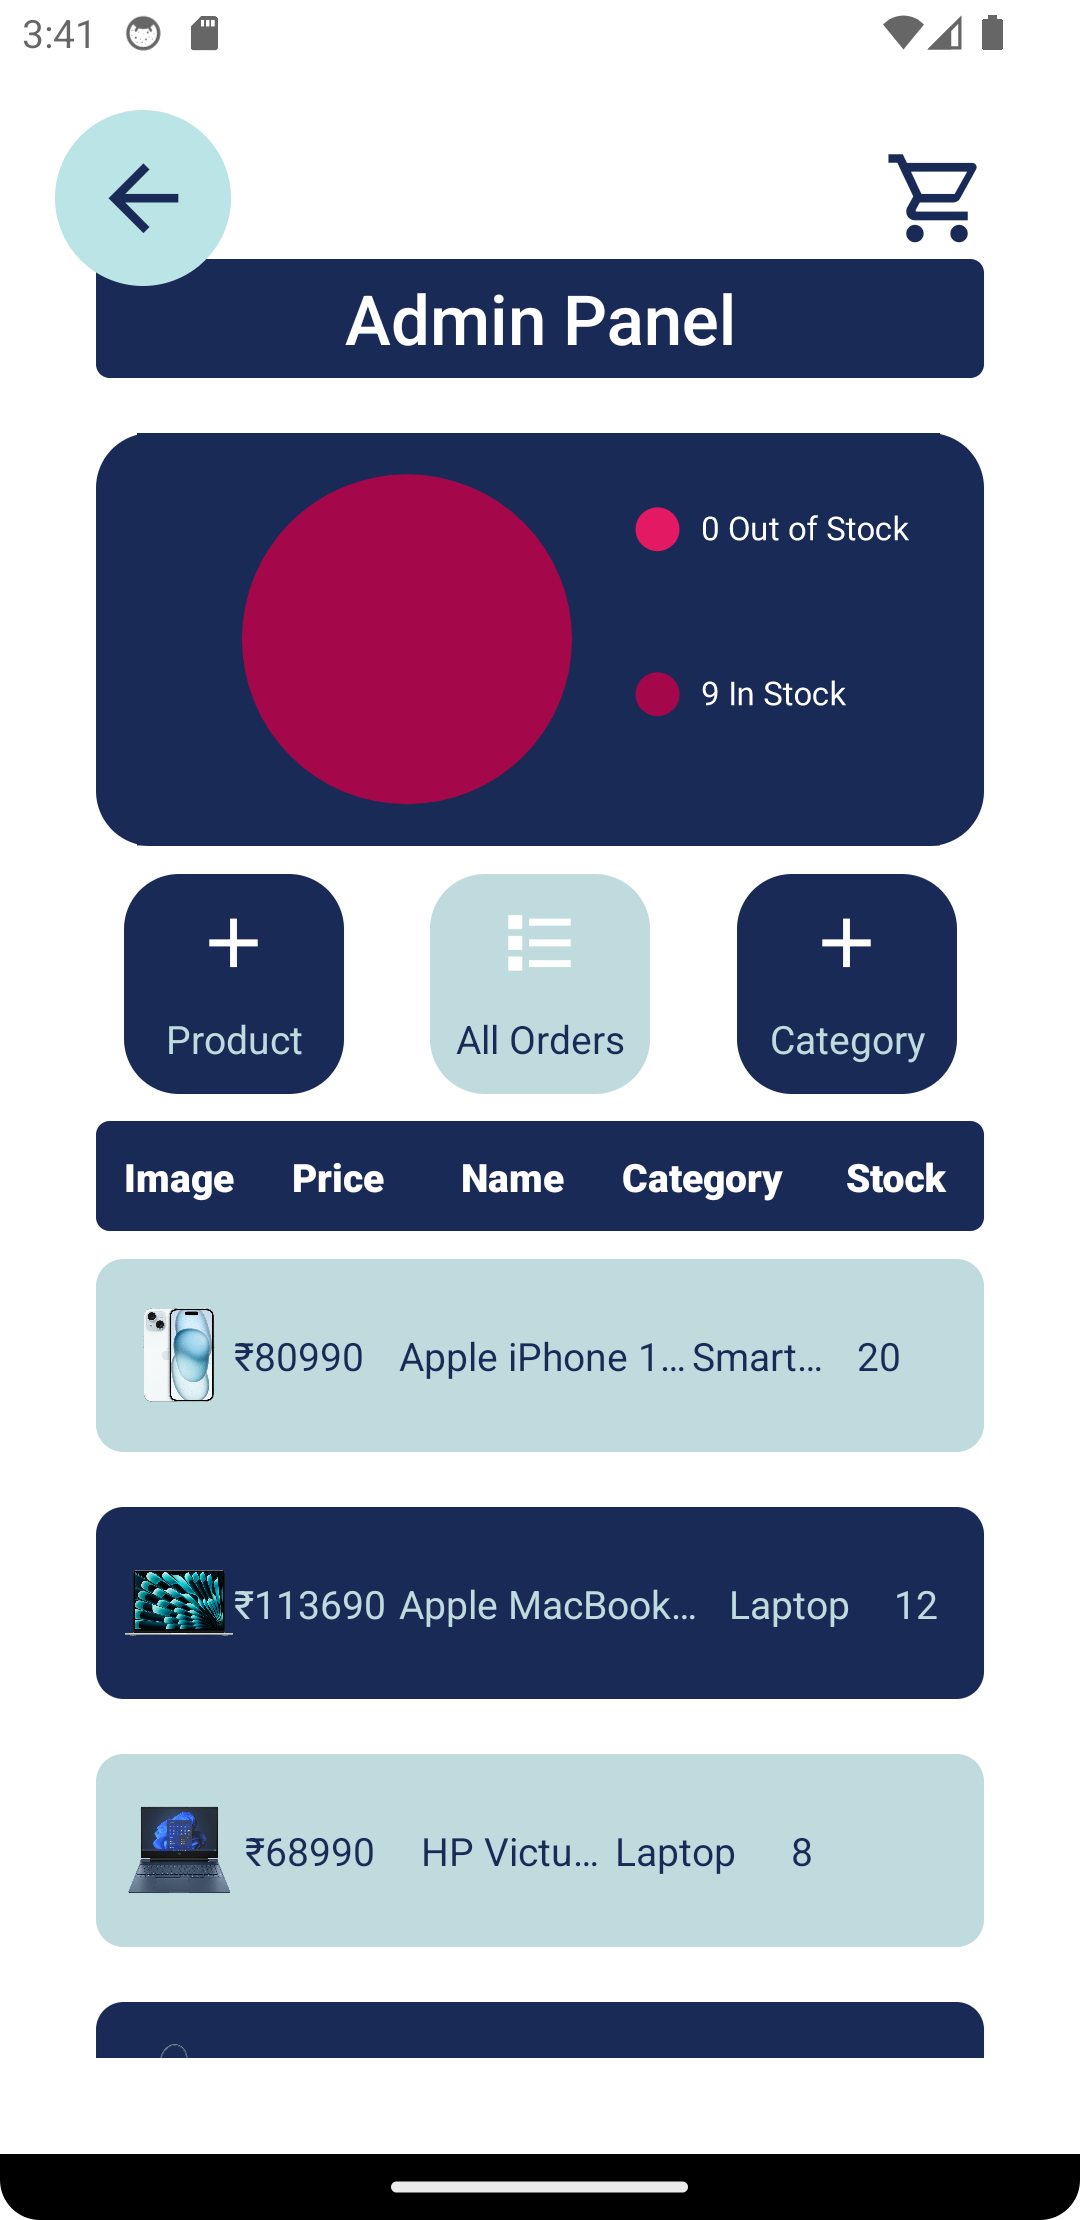 3:41
Admin Panel
0 Out of Stock
9 In Stock
Product
All Orders
Category
Image Price Name Category Stock
₹80990 Apple iPhone 1... Smart... 20
₹113690 Apple MacBook... Laptop 12
₹68990 HP Victu... Laptop 8